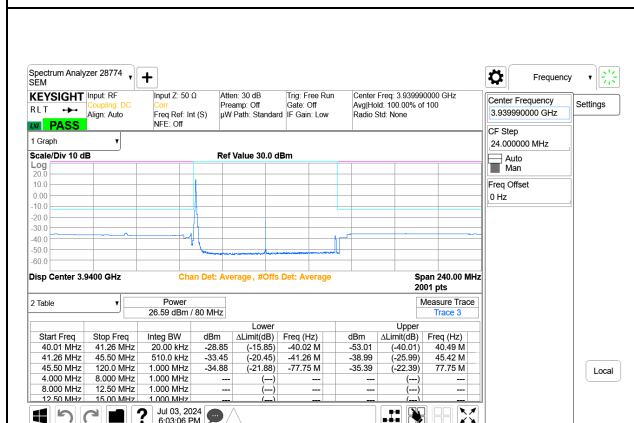 Spectrum Analyzer 28774
SEM
Frequency
KEYSIGHT
RLT
LXI
PASS
Input: RF
Coupling: DC
Align: Auto
Input Z: 50 Ω
Corr
Freq Ref: Int (S)
NFE: Off
Atten: 30 dB
Preamp: Off
µW Path: Standard
Trig: Free Run
Gate: Off
IF Gain: Low
Center Freq: 3.939990000 GHz
Avg|Hold: 100.00% of 100
Radio Std: None
Center Frequency
3.939990000 GHz
Settings
CF Step
24.000000 MHz
Auto
Man
Freq Offset
0 Hz
1 Graph
Scale/Div 10 dB
Ref Value 30.0 dBm
Log
20.0
10.0
0.00
-10.0
-20.0
-30.0
-40.0
-50.0
-60.0
Disp Center 3.9400 GHz
Chan Det: Average, #Offs Det: Average
Span 240.00 MHz
2001 pts
2 Table
Power
26.59 dBm / 80 MHz
Measure Trace
Trace 3
Lower Upper
Start Freq Stop Freq Integ BW dBm ΔLimit(dB) Freq (Hz) dBm ΔLimit(dB) Freq (Hz)
40.01 MHz 41.26 MHz 20.00 kHz -28.85 (-15.85) -40.02 M -53.01 (-40.01) 40.49 M
41.26 MHz 45.50 MHz 510.0 kHz -33.45 (-20.45) -41.26 M -38.99 (-25.99) 45.42 M
45.50 MHz 120.0 MHz 1.000 MHz -34.88 (-21.88) -77.75 M -35.39 (-22.39) 77.75 M
4.000 MHz 8.000 MHz 1.000 MHz --- (---) --- --- (---) ---
8.000 MHz 12.50 MHz 1.000 MHz --- (---) --- --- (---) ---
12.50 MHz 15.00 MHz 1.000 MHz --- (---) --- --- (---) ---
Local
?
Jul 03, 2024
6:03:06 PM